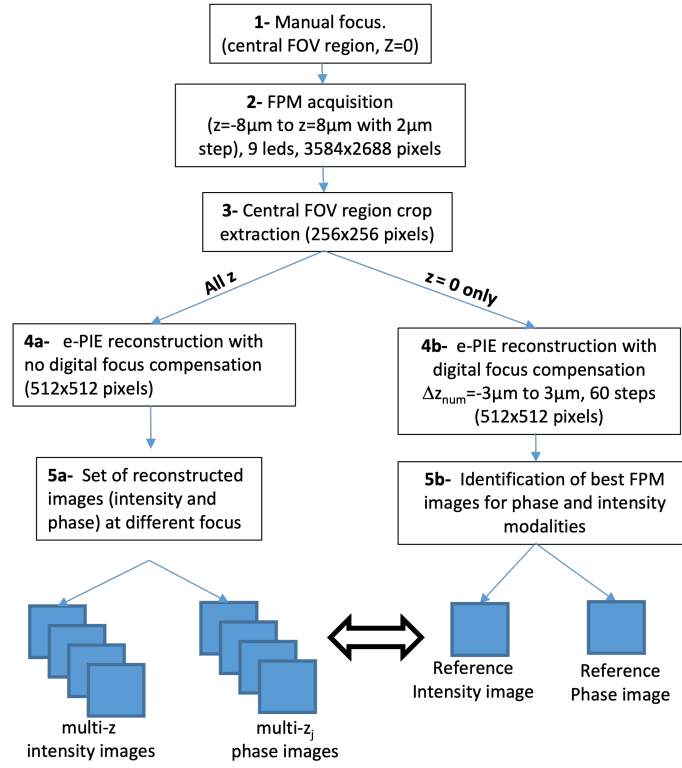 1- Manual focus.
(central FOV region, Z=0)
2- FPM acquisition
(z=-8µm to z=8µm with 2µm
step), 9 leds, 3584x2688 pixels
3- Central FOV region crop
extraction (256x256 pixels)
All z
z = 0 only
4a- e-PIE reconstruction with
no digital focus compensation
(512x512 pixels)
4b- e-PIE reconstruction with
digital focus compensation
Δznum=-3µm to 3µm, 60 steps
(512x512 pixels)
5a- Set of reconstructed
images (intensity and
phase) at different focus
5b- Identification of best FPM
images for phase and intensity
modalities
multi-z
intensity images
multi-zj
phase images
Reference
Intensity image
Reference
Phase image